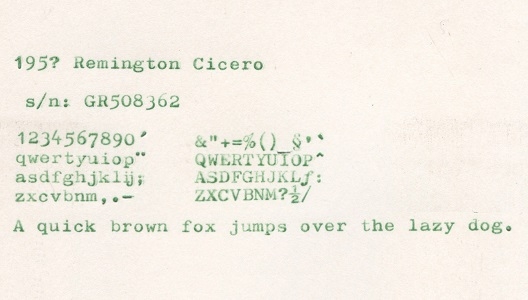 195? Remington Cicero
s/n: GR508362
1234567890´ &"+=%()_§'`
qwertyuiop¨ QWERTYUIOP^
asdfghjklij; ASDFGHJKLƒ:
zxcvbnm,.- ZXCVBNM?½/
A quick brown fox jumps over the lazy dog.